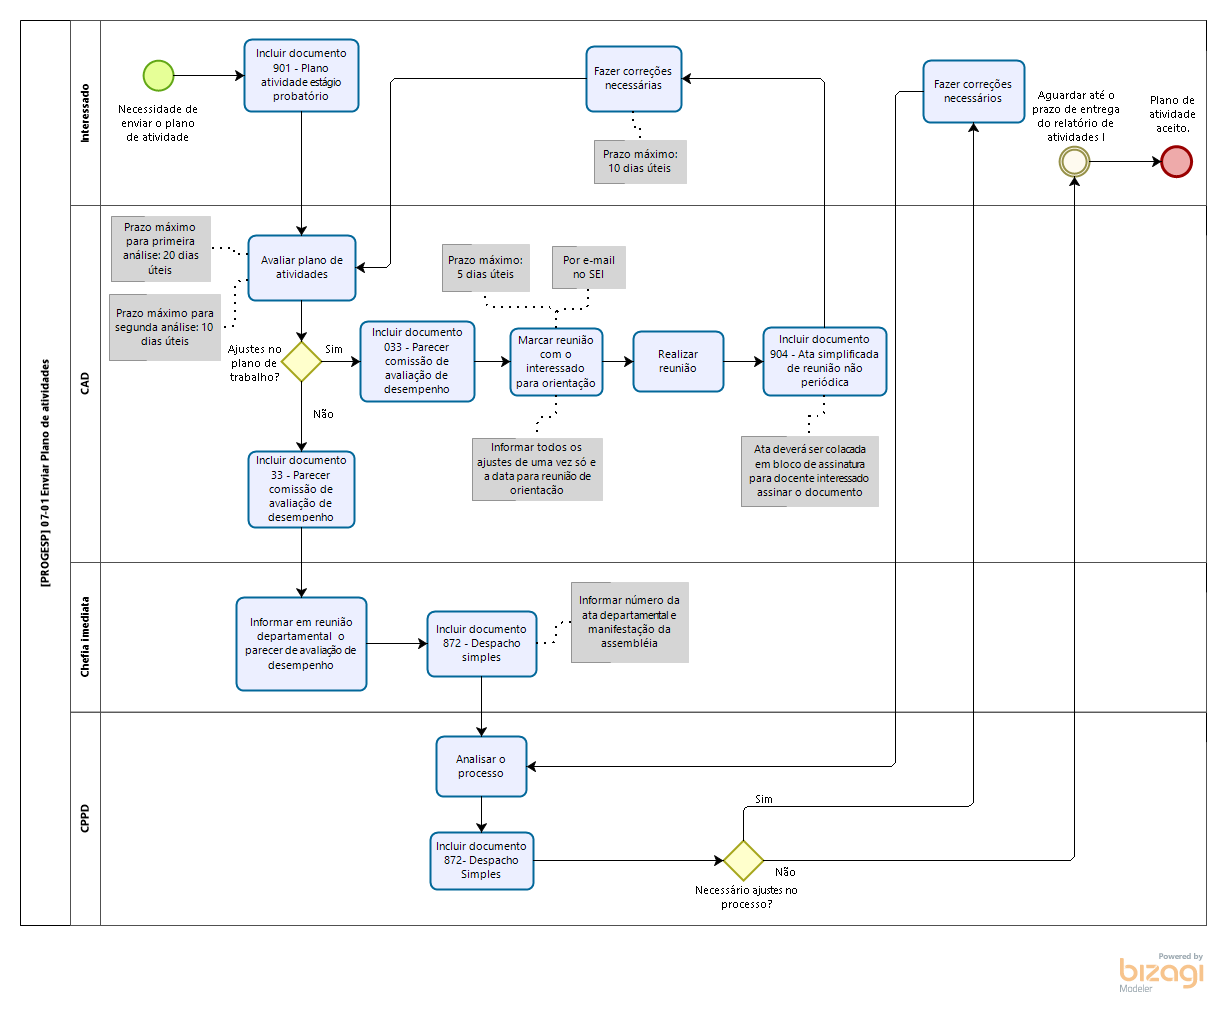 [PROGESP] 07-01 Enviar Plano de atividades
Interessado
Necessidade de
enviar o plano
de atividade
Incluir documento
901 - Plano
atividade estágio
probatório
Fazer correções
necessárias
Prazo máximo:
10 dias úteis
Fazer correções
necessários
Aguardar até o
prazo de entrega
do relatório de
atividades I
Plano de
atividade
aceito.
CAD
Prazo máximo
para primeira
análise: 20 dias
úteis
Prazo máximo para
segunda análise: 10
dias úteis
Avaliar plano de
atividades
Ajustes no
plano de
trabalho?
Sim
Não
Incluir documento
033 - Parecer
comissão de
avaliação de
desempenho
Prazo máximo:
5 dias úteis
Por e-mail
no SEI
Marcar reunião
com o
interessado
para orientação
Informar todos os
ajustes de uma vez só e
a data para reunião de
orientação
Realizar
reunião
Incluir documento
904 - Ata simplificada
de reunião não
periódica
Ata deverá ser colacada
em bloco de assinatura
para docente interessado
assinar o documento
Incluir documento
33 - Parecer
comissão de
avaliação de
desempenho
Chefia imediata
Informar em reunião
departamental o
parecer de avaliação de
desempenho
Incluir documento
872 - Despacho
simples
Informar número da
ata departamental e
manifestação da
assembléia
CPPD
Analisar o
processo
Incluir documento
872- Despacho
Simples
Sim
Não
Necessário ajustes no
processo?
Powered by
bizagi
Modeler